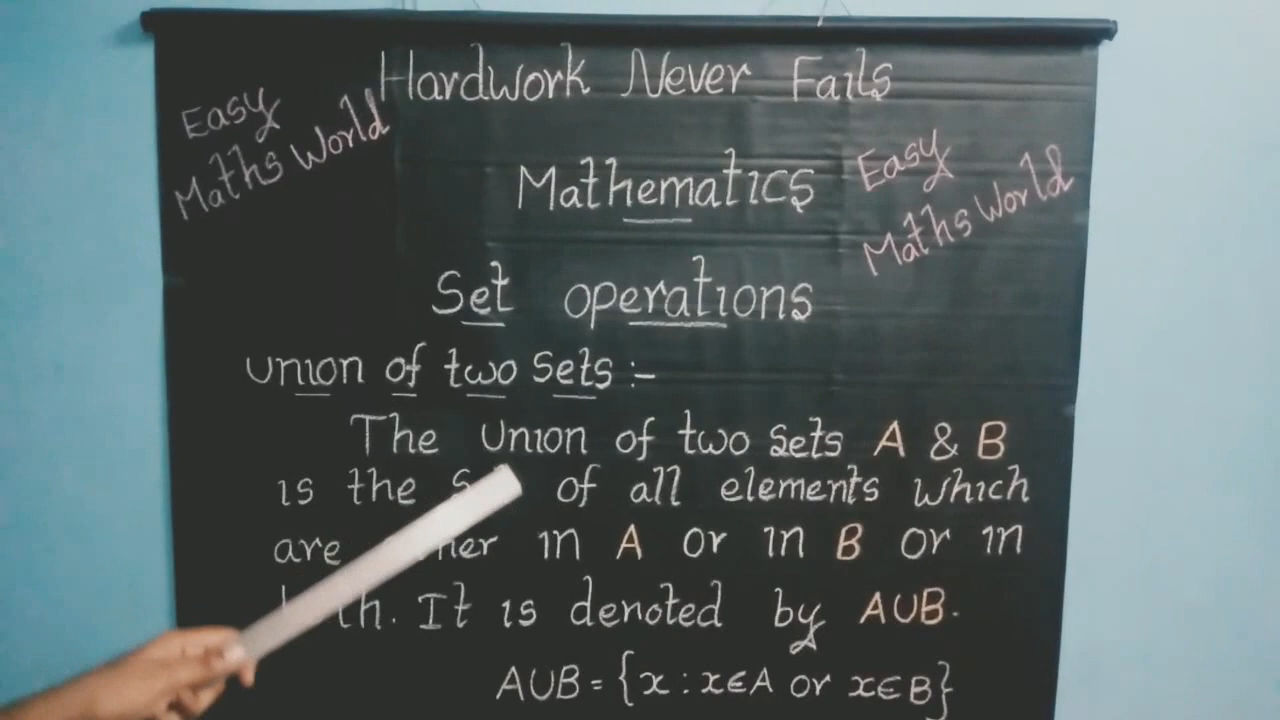 Hardwork Never Fails
Easy
Maths World
Mathematics
Easy
Maths World
Set operations
Union of two Sets :-
The Union of two Sets A & B
is the of all elements which
are in A or in B or in
It is denoted by AUB.
AUB = {x : x∈A or x∈B}